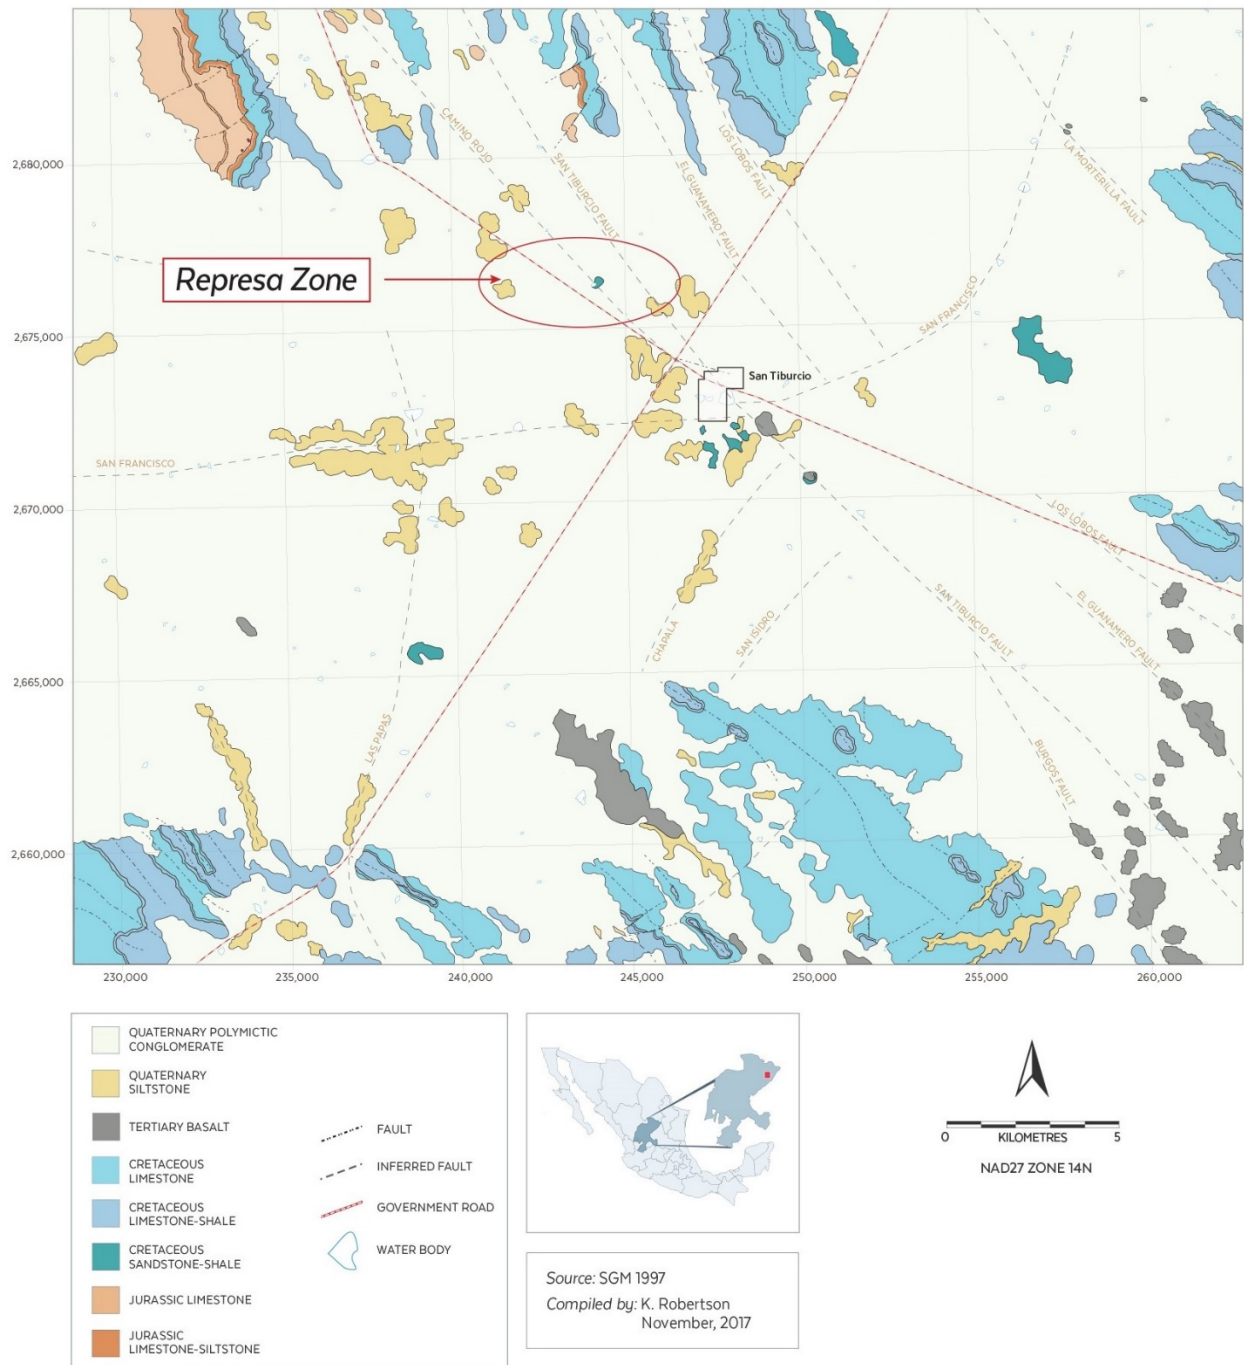 CAMINO ROJO
SAN TIBURCIO FAULT
EL GUANAMERO FAULT
LOS LOBOS FAULT
LA MORTERILLA FAULT
2,680,000
Represa Zone
2,675,000
SAN FRANCISCO
San Tiburcio
SAN FRANCISCO
2,670,000
LOS LOBOS FAULT
CHAPALA
SAN ISIDRO
SAN TIBURCIO FAULT
EL GUANAMERO FAULT
2,665,000
LAS PAPAS
BURGOS FAULT
2,660,000
230,000
235,000
240,000
245,000
250,000
255,000
260,000
QUATERNARY POLYMICTIC
CONGLOMERATE
QUATERNARY
SILTSTONE
TERTIARY BASALT
CRETACEOUS
LIMESTONE
CRETACEOUS
LIMESTONE-SHALE
CRETACEOUS
SANDSTONE-SHALE
JURASSIC LIMESTONE
JURASSIC
LIMESTONE-SILTSTONE
FAULT
INFERRED FAULT
GOVERNMENT ROAD
WATER BODY
Source: SGM 1997
Compiled by: K. Robertson
November, 2017
0 KILOMETRES 5
NAD27 ZONE 14N